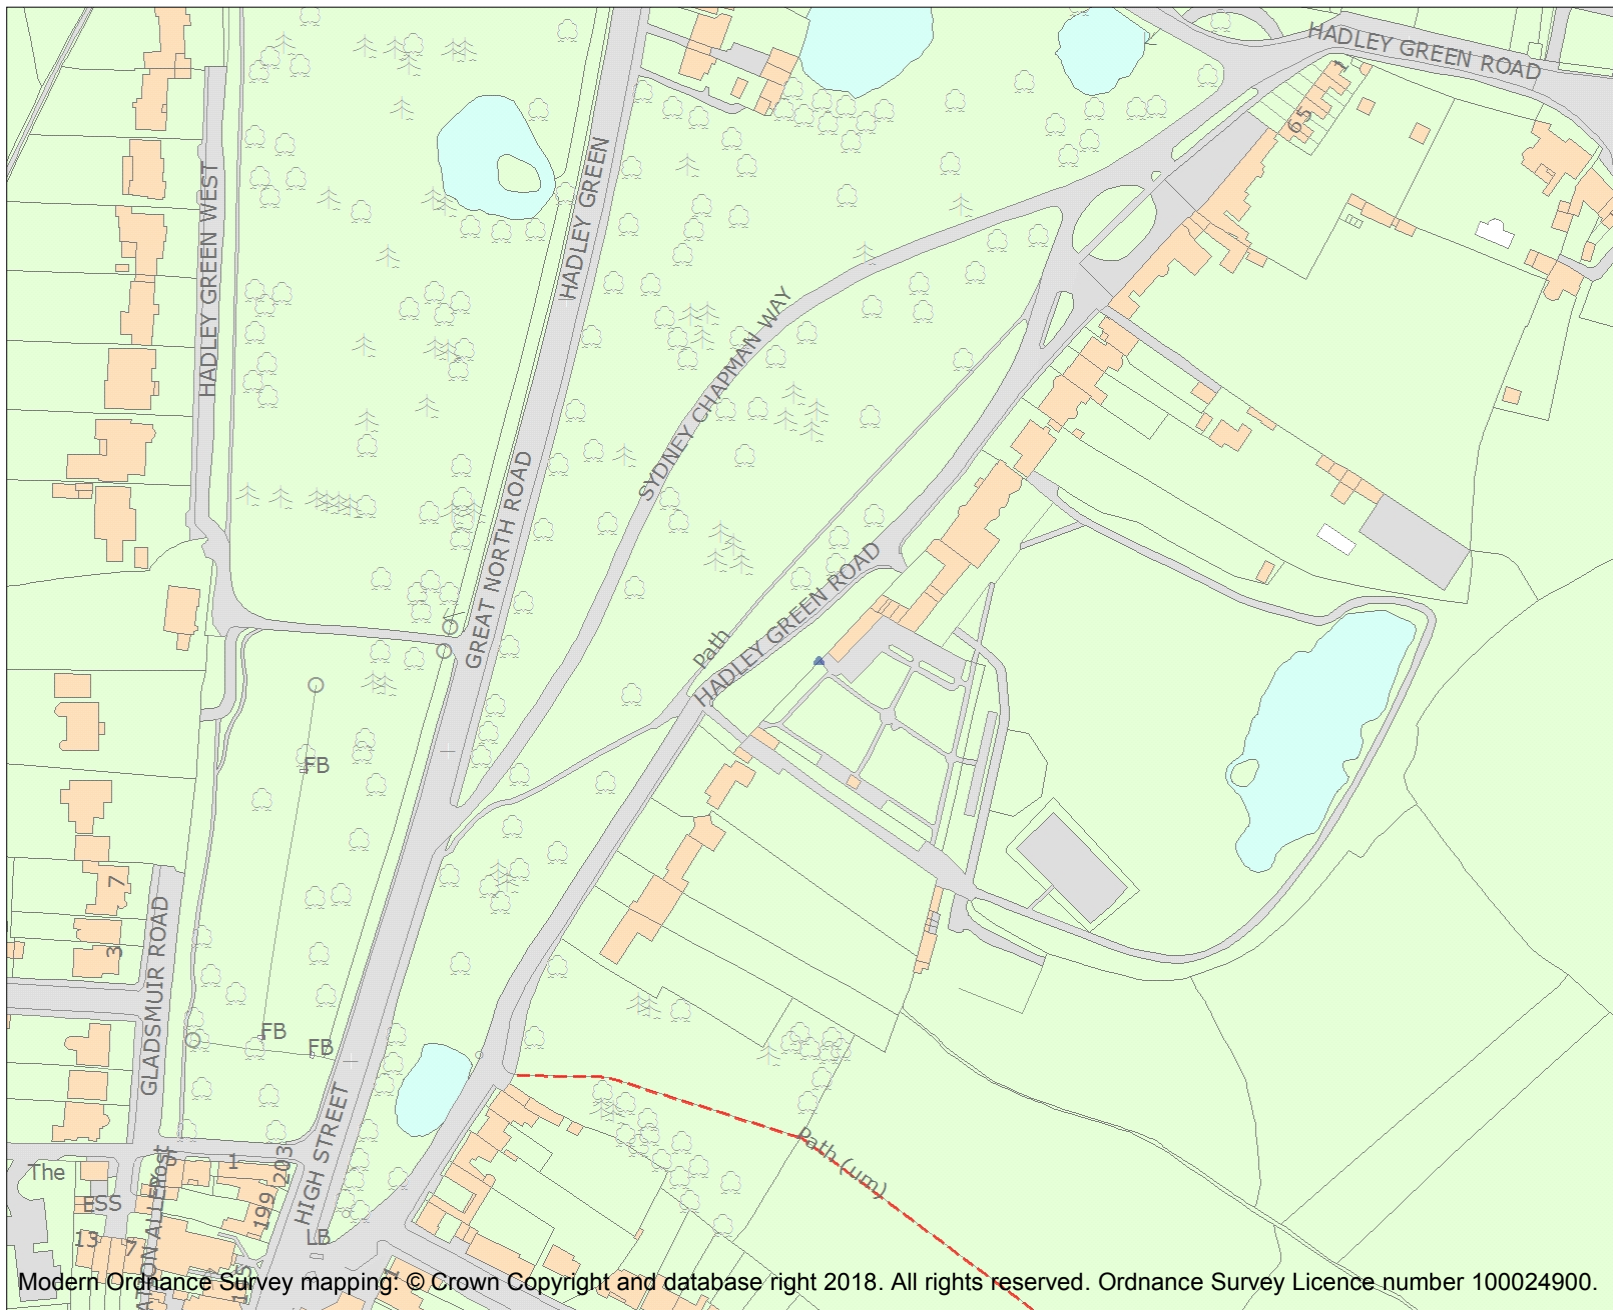 HADLEY GREEN ROAD
1
65
HADLEY GREEN
HADLEY GREEN WEST
SYDNEY CHAPMAN WAY
GREAT NORTH ROAD
HADLEY GREEN ROAD
Path
FB
7
3
GLADSMUIR ROAD
FB
FB
HIGH STREET
Path (um)
The
1
203
ESS
199
LB
13
7
1
Modern Ordnance Survey mapping: © Crown Copyright and database right 2018. All rights reserved. Ordnance Survey Licence number 100024900.